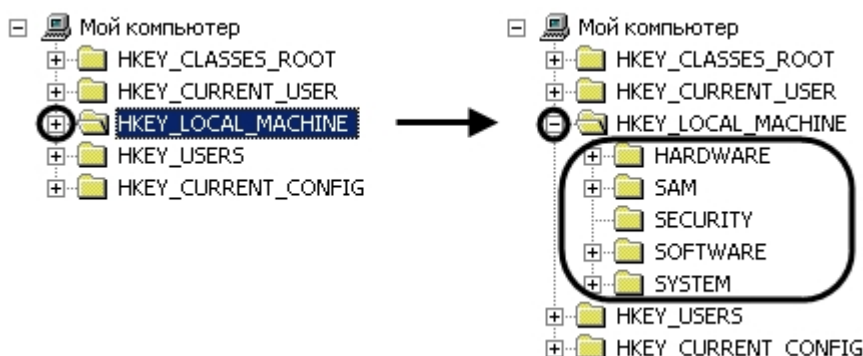 Мой компьютер
HKEY_CLASSES_ROOT
HKEY_CURRENT_USER
HKEY_LOCAL_MACHINE
HKEY_USERS
HKEY_CURRENT_CONFIG
Мой компьютер
HKEY_CLASSES_ROOT
HKEY_CURRENT_USER
HKEY_LOCAL_MACHINE
HARDWARE
SAM
SECURITY
SOFTWARE
SYSTEM
HKEY_USERS
HKEY_CURRENT_CONFIG